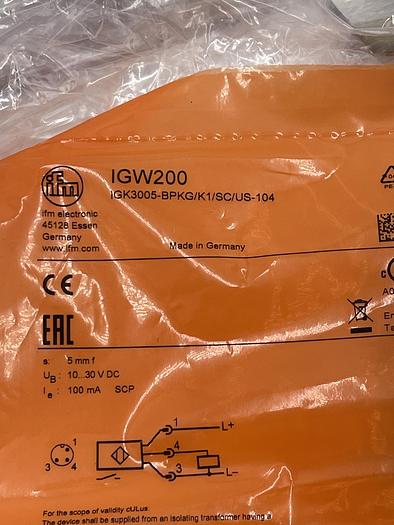 ifm
IGW200
IGK3005-BPKG/K1/SC/US-104
ifm electronic
45128 Essen
Germany
www.ifm.com
Made in Germany
CE
EAC
s: 5 mm f
UB: 10...30 V DC
Ie: 100 mA SCP
1
3 4
1 L+
4
3 L-
For the scope of validity cULus:
The device shall be supplied from an isolating transformer having a